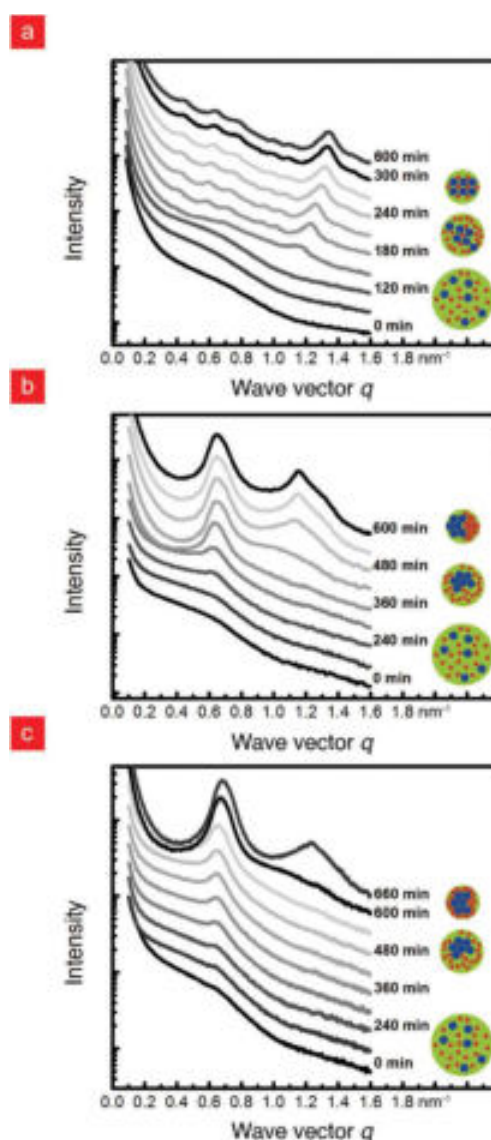 a
Intensity
600 min
300 min
240 min
180 min
120 min
0 min
0.0 0.2 0.4 0.6 0.8 1.0 1.2 1.4 1.6 1.8 nm⁻¹
Wave vector q
b
Intensity
600 min
480 min
360 min
240 min
0 min
0.0 0.2 0.4 0.6 0.8 1.0 1.2 1.4 1.6 1.8 nm⁻¹
Wave vector q
c
Intensity
660 min
600 min
480 min
360 min
240 min
0 min
0.0 0.2 0.4 0.6 0.8 1.0 1.2 1.4 1.6 1.8 nm⁻¹
Wave vector q